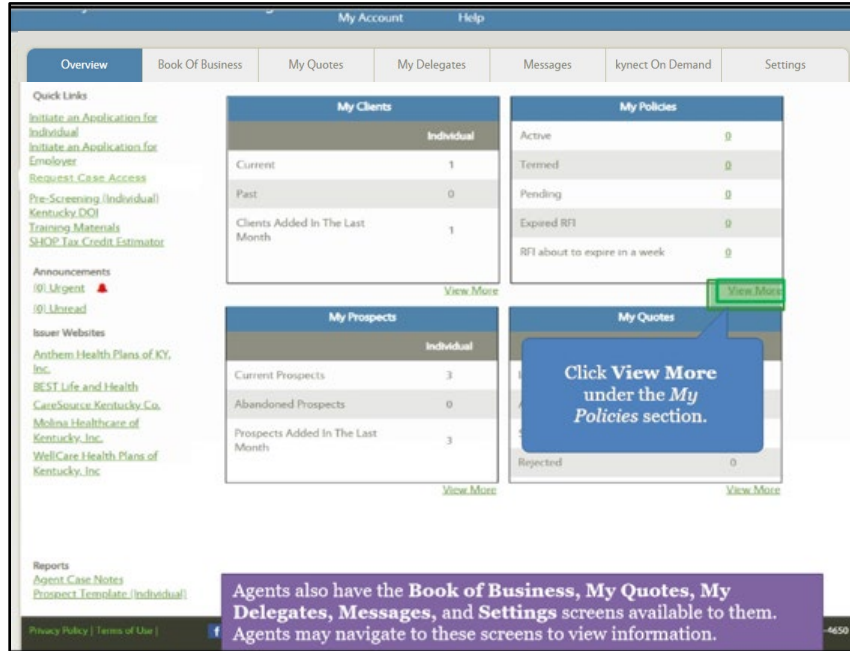 My Account Help
Overview Book Of Business My Quotes My Delegates Messages kynect On Demand Settings
Quick Links
Initiate an Application for
Individual
Initiate an Application for
Employer
Request Case Access
Pre-Screening (Individual)
Kentucky DOI
Training Materials
SHOP Tax Credit Estimator
Announcements
(0) Urgent
(0) Unread
Issuer Websites
Anthem Health Plans of KY,
Inc.
BEST Life and Health
CareSource Kentucky Co.
Molina Healthcare of
Kentucky, Inc.
WellCare Health Plans of
Kentucky, Inc
Reports
Agent Case Notes
Prospect Template (Individual)
My Clients
Individual
Current 1
Past 0
Clients Added In The Last
Month 1
View More
My Policies
Active 0
Termed 0
Pending 0
Expired RFI 0
RFI about to expire in a week 0
View More
My Prospects
Individual
Current Prospects 3
Abandoned Prospects 0
Prospects Added In The Last
Month 3
View More
My Quotes
Click View More
under the My
Policies section.
Rejected 0
View More
Agents also have the Book of Business, My Quotes, My
Delegates, Messages, and Settings screens available to them.
Agents may navigate to these screens to view information.
Privacy Policy | Terms of Use |
f
-4650